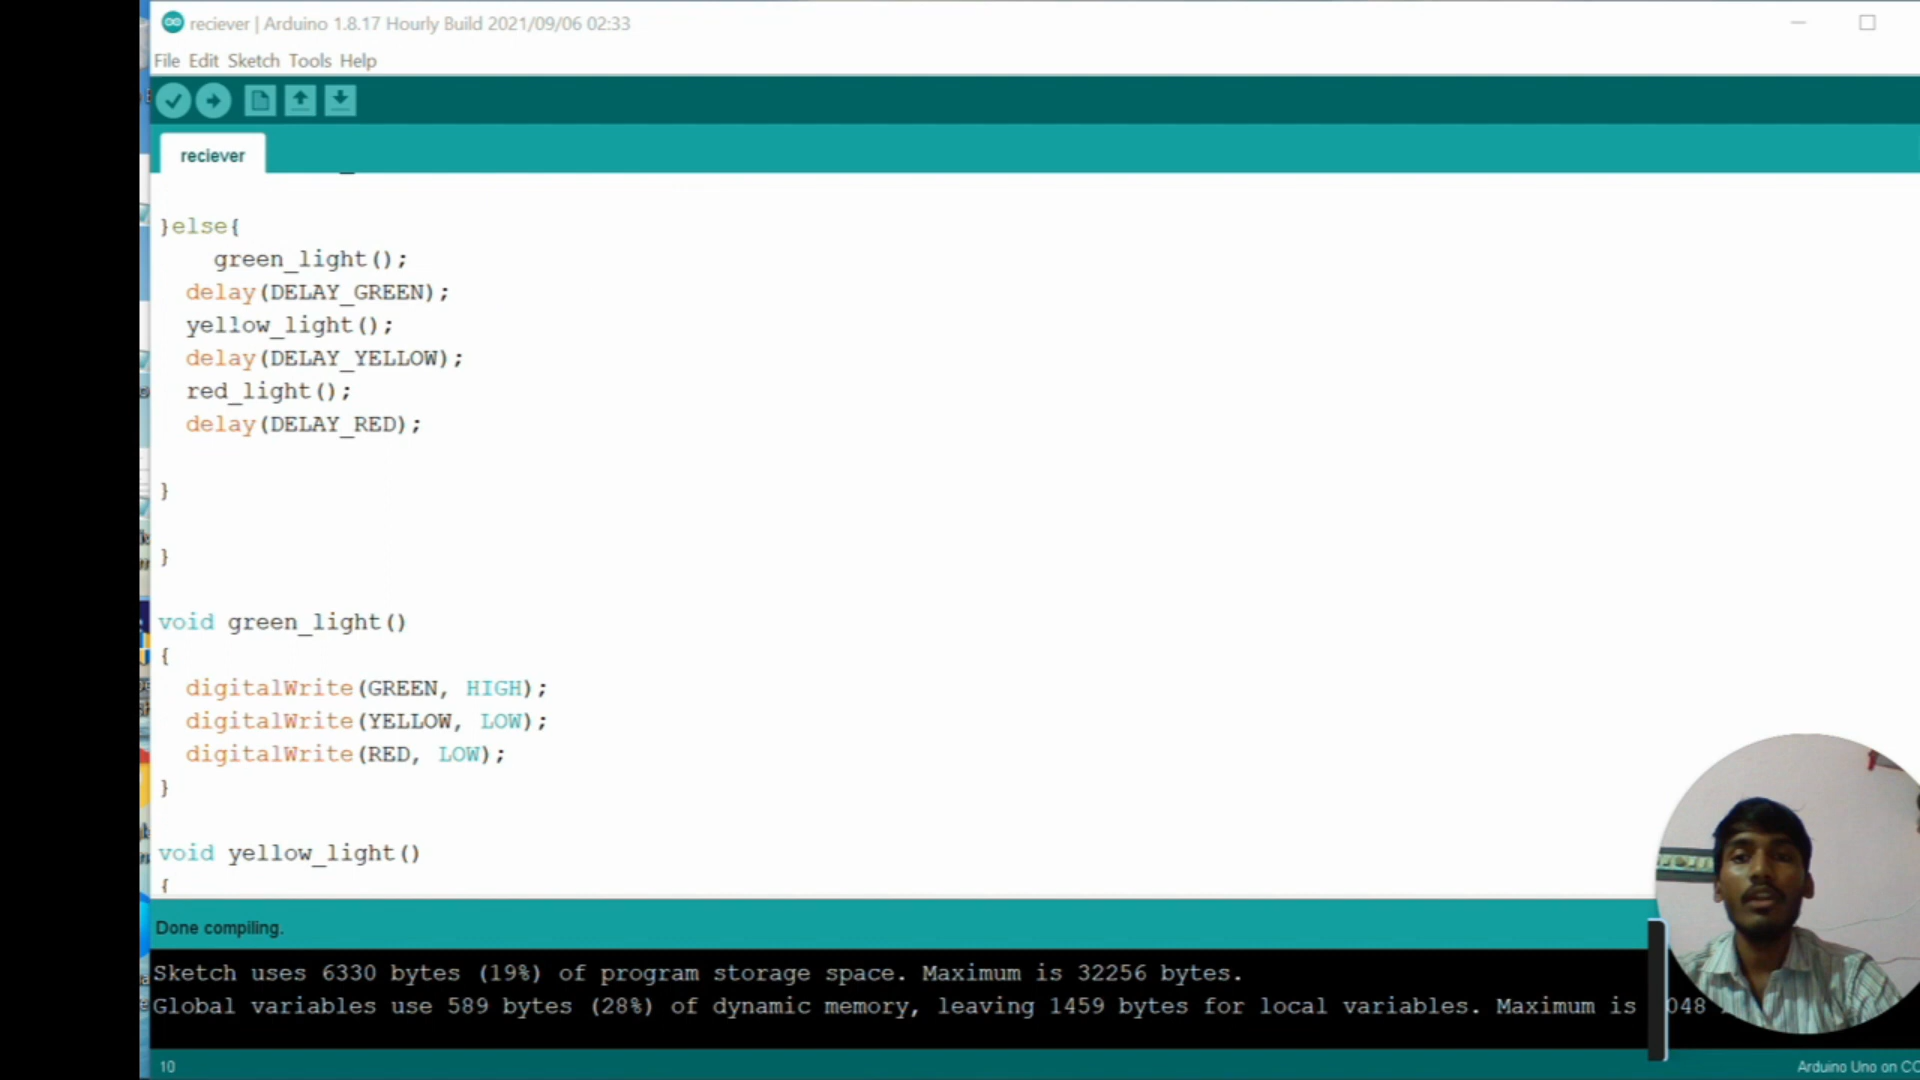 reciever | Arduino 1.8.17 Hourly Build 2021/09/06 02:33
File Edit Sketch Tools Help
reciever
}else{
green_light();
delay(DELAY_GREEN);
yellow_light();
delay(DELAY_YELLOW);
red_light();
delay(DELAY_RED);
}
}
void green_light()
{
digitalWrite(GREEN, HIGH);
digitalWrite(YELLOW, LOW);
digitalWrite(RED, LOW);
}
void yellow_light()
{
Done compiling.
Sketch uses 6330 bytes (19%) of program storage space. Maximum is 32256 bytes.
Global variables use 589 bytes (28%) of dynamic memory, leaving 1459 bytes for local variables. Maximum is 048
10
Arduino Uno on CO